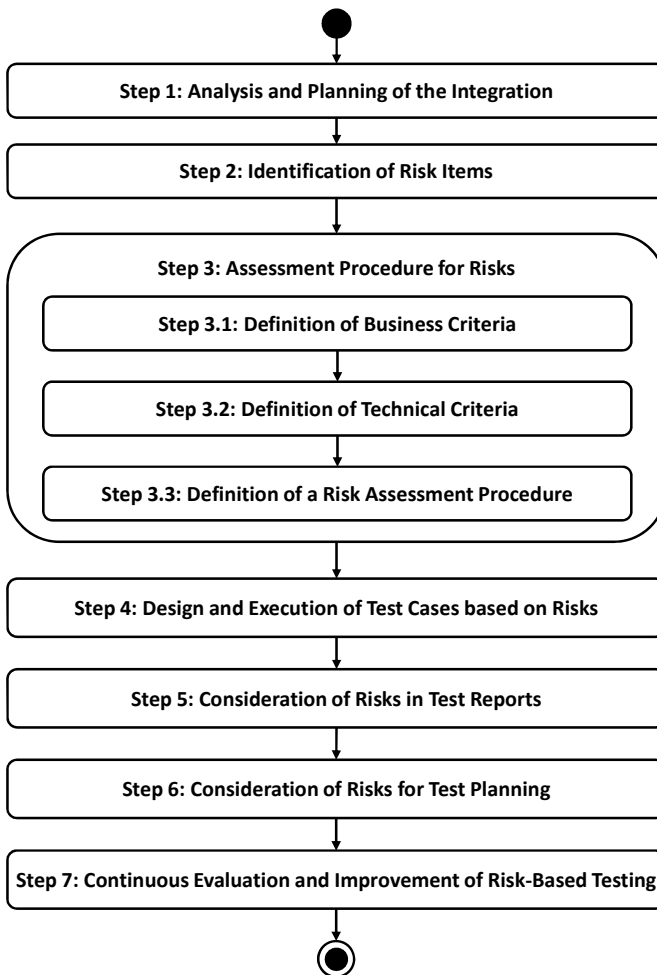 Step 1: Analysis and Planning of the Integration
Step 2: Identification of Risk Items
Step 3: Assessment Procedure for Risks
Step 3.1: Definition of Business Criteria
Step 3.2: Definition of Technical Criteria
Step 3.3: Definition of a Risk Assessment Procedure
Step 4: Design and Execution of Test Cases based on Risks
Step 5: Consideration of Risks in Test Reports
Step 6: Consideration of Risks for Test Planning
Step 7: Continuous Evaluation and Improvement of Risk-Based Testing